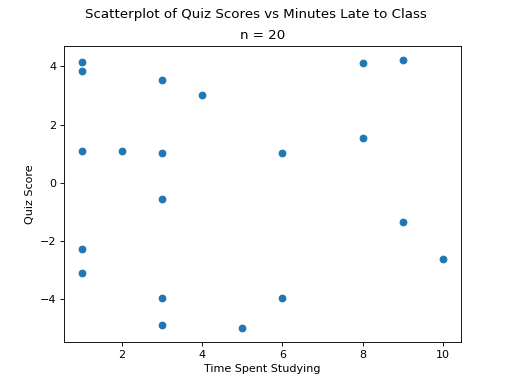 Scatterplot of Quiz Scores vs Minutes Late to Class
n = 20
4
2
0
−2
−4
Quiz Score
2 4 6 8 10
Time Spent Studying